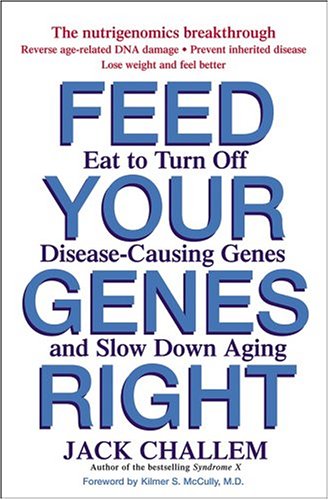 The nutrigenomics breakthrough
Reverse age-related DNA damage • Prevent inherited disease
Lose weight and feel better
FEED
Eat to Turn Off
YOUR
Disease-Causing Genes
GENES
and Slow Down Aging
RIGHT
JACK CHALLEM
Author of the bestselling Syndrome X
Foreword by Kilmer S. McCully, M.D.